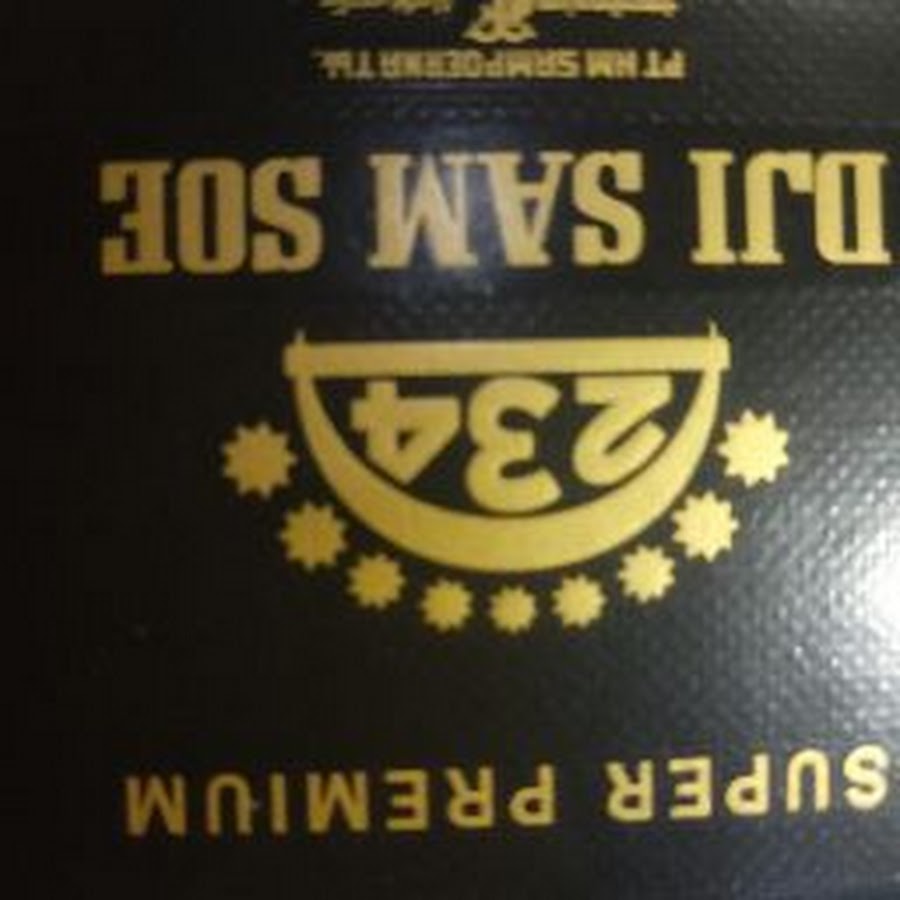 SUPER PREMIUM
234
DJI SAM SOE
PT HM SAMPOERNA Tbk.